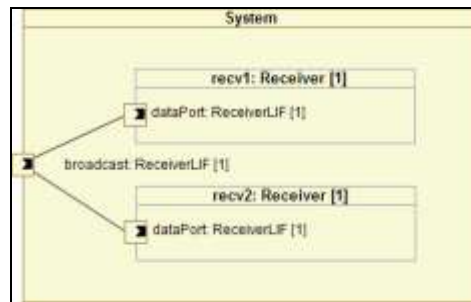 System
recv1: Receiver [1]
dataPort: ReceiverLIF [1]
broadcast: ReceiverLIF [1]
recv2: Receiver [1]
dataPort: ReceiverLIF [1]